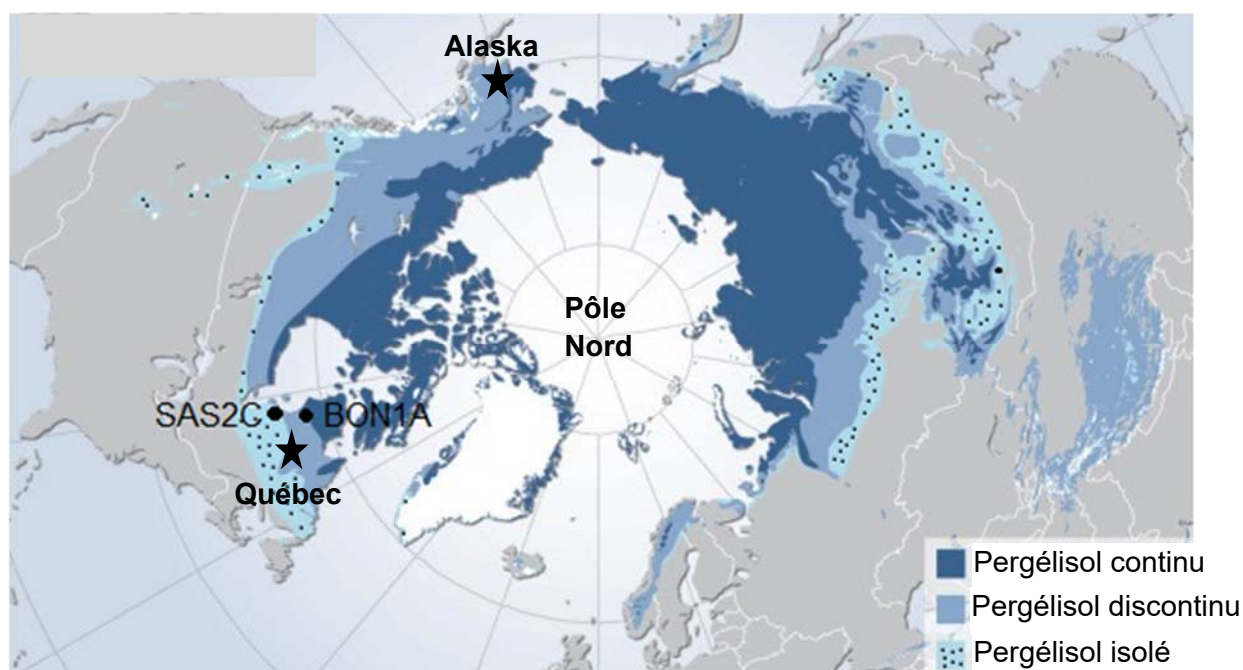 Alaska
Pôle
Nord
SAS2C
BON1A
Québec
Pergélisol continu
Pergélisol discontinu
Pergélisol isolé